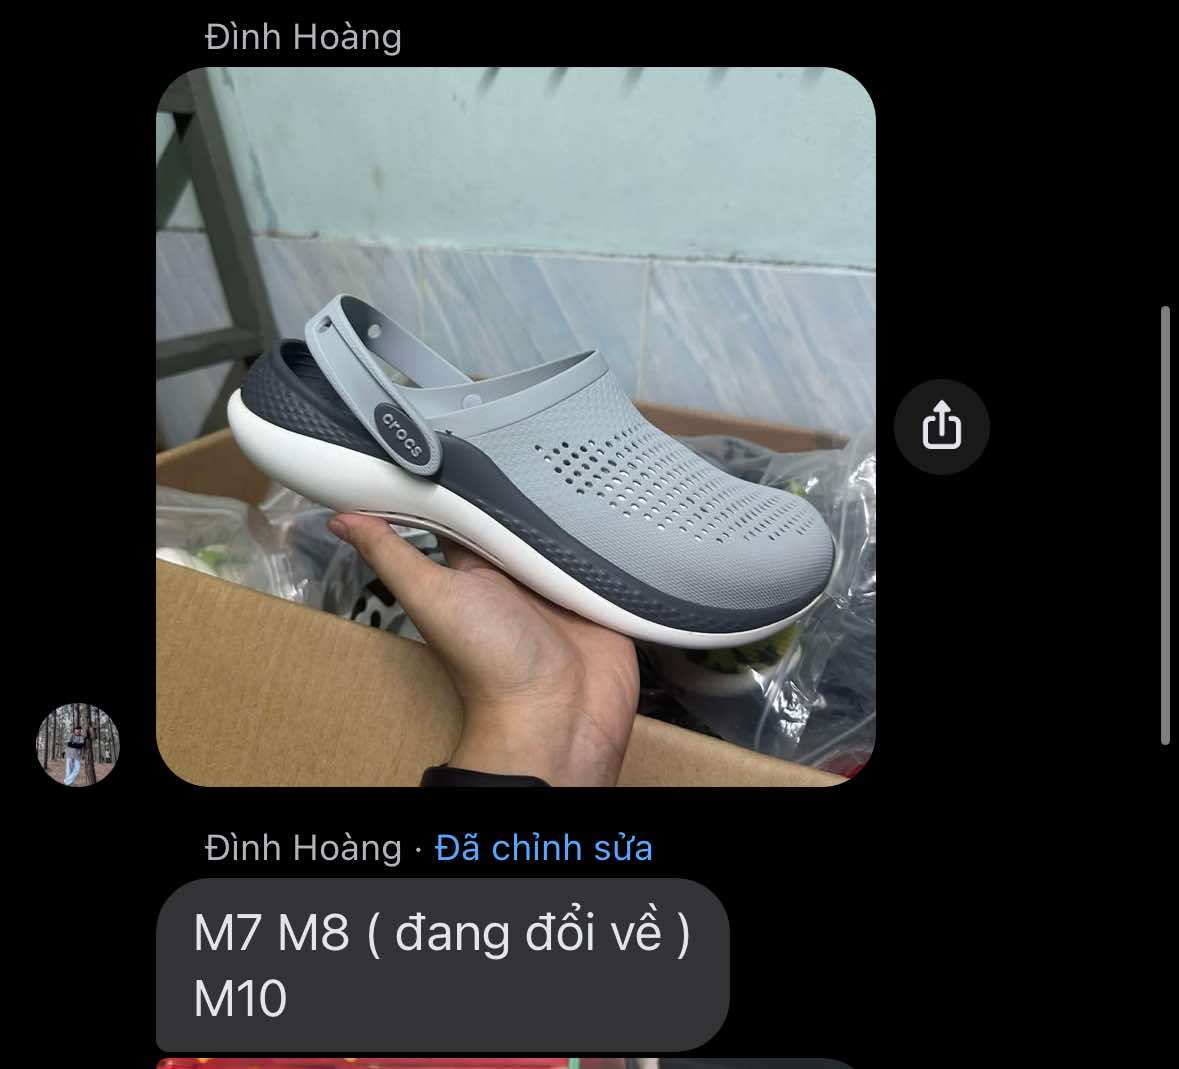 Đình Hoàng
crocs
Đình Hoàng · Đã chỉnh sửa
M7 M8 ( đang đổi về )
M10